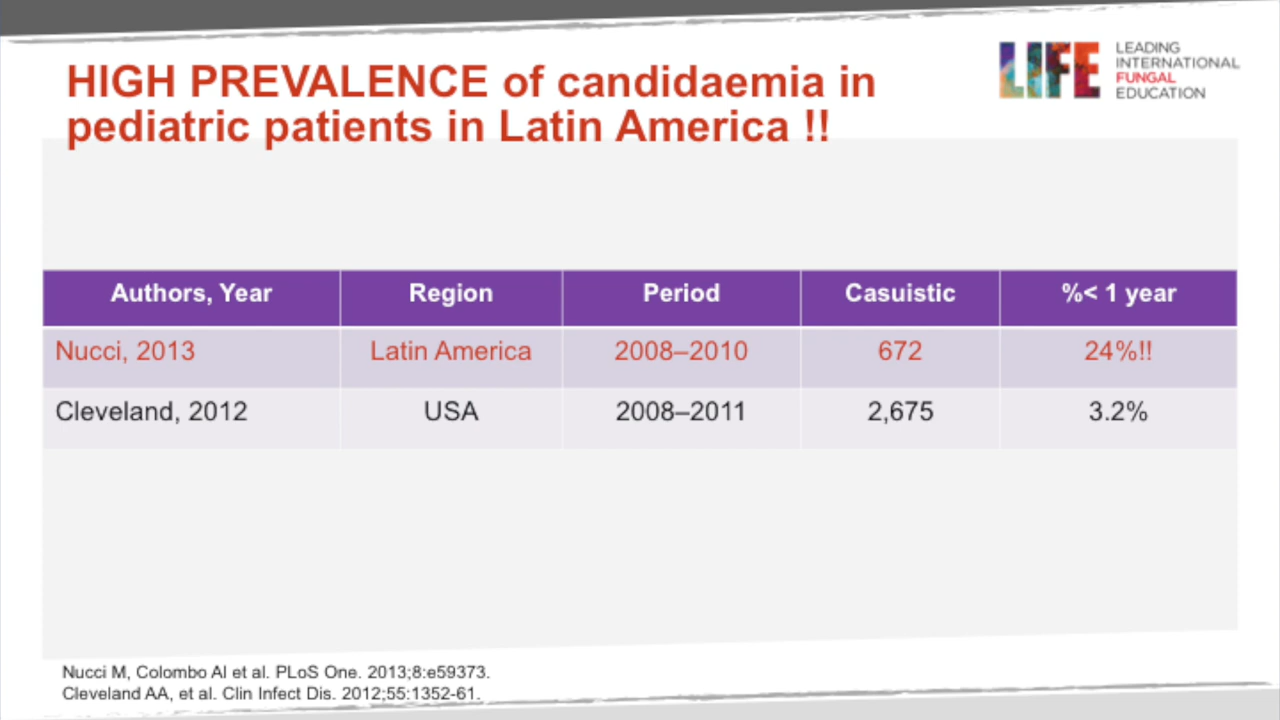 HIGH PREVALENCE of candidaemia in
pediatric patients in Latin America !!
LIFE
LEADING
INTERNATIONAL
FUNGAL
EDUCATION
Authors, Year Region Period Casuistic %< 1 year
Nucci, 2013 Latin America 2008–2010 672 24%!!
Cleveland, 2012 USA 2008–2011 2,675 3.2%
Nucci M, Colombo AI et al. PLoS One. 2013;8:e59373.
Cleveland AA, et al. Clin Infect Dis. 2012;55:1352-61.